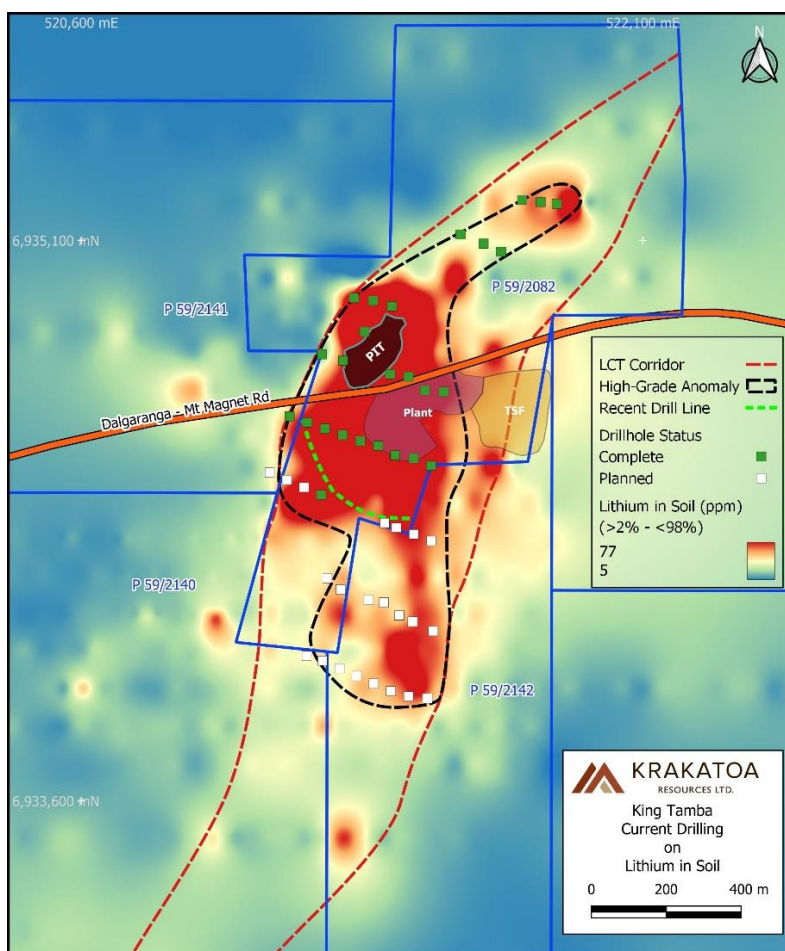 520,600 mE
522,100 mE
N
6,935,100 mN
P 59/2141
P 59/2082
PIT
Dalgaranga - Mt Magnet Rd
Plant
TSF
LCT Corridor
High-Grade Anomaly
Recent Drill Line
Drillhole Status
Complete
Planned
Lithium in Soil (ppm)
(>2% - <98%)
77
5
P 59/2140
P 59/2142
6,933,600 mN
KRAKATOA
RESOURCES LTD.
King Tamba
Current Drilling
on
Lithium in Soil
0 200 400 m